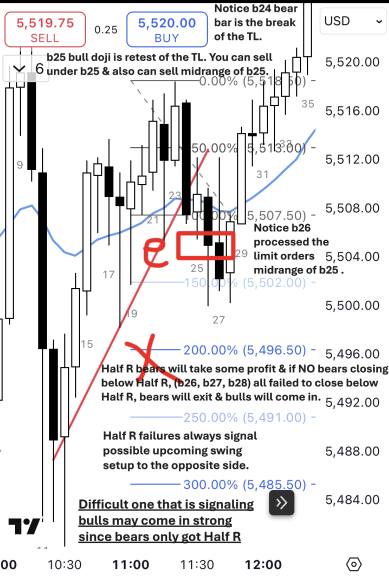 Notice b24 bear
bar is the break
of the TL.
5,519.75
SELL
0.25
5,520.00
BUY
USD
b25 bull doji is retest of the TL. You can sell
under b25 & also can sell midrange of b25.
6
0.00% (5,518.50)
50.00% (5,513.00)
100.00% (5,507.50)
150.00% (5,502.00)
200.00% (5,496.50)
250.00% (5,491.00)
300.00% (5,485.50)
5,520.00
5,516.00
5,512.00
5,508.00
5,504.00
5,500.00
5,496.00
5,492.00
5,488.00
5,484.00
9
15
17
19
21
23
25
27
29
31
33
35
e
X
Notice b26
processed the
limit orders
midrange of b25 .
Half R bears will take some profit & if NO bears closing
below Half R, (b26, b27, b28) all failed to close below
Half R, bears will exit & bulls will come in.
Half R failures always signal
possible upcoming swing
setup to the opposite side.
Difficult one that is signaling
bulls may come in strong
since bears only got Half R
10:30
11:00
11:30
12:00